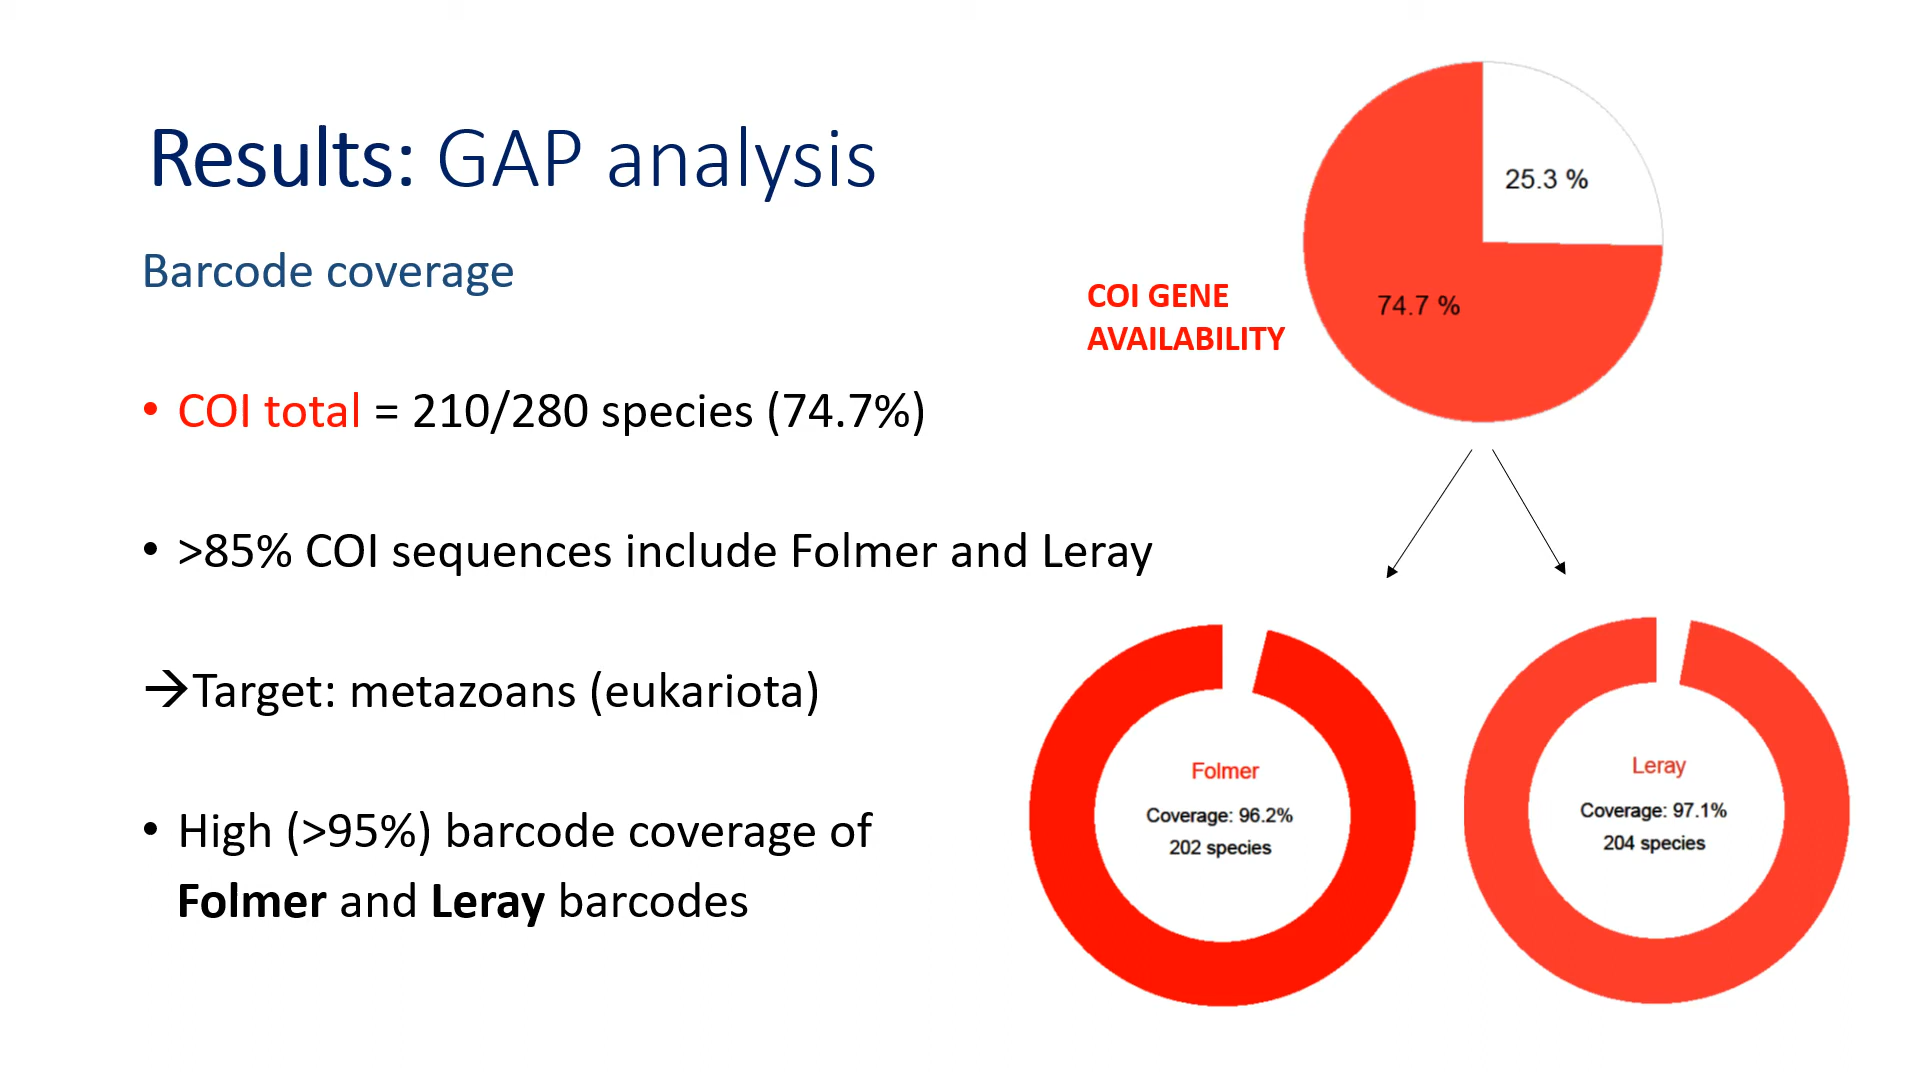 Results: GAP analysis
Barcode coverage
• COI total = 210/280 species (74.7%)
• >85% COI sequences include Folmer and Leray
→Target: metazoans (eukariota)
• High (>95%) barcode coverage of
Folmer and Leray barcodes
COI GENE
AVAILABILITY
25.3 %
74.7 %
Folmer
Coverage: 96.2%
202 species
Leray
Coverage: 97.1%
204 species